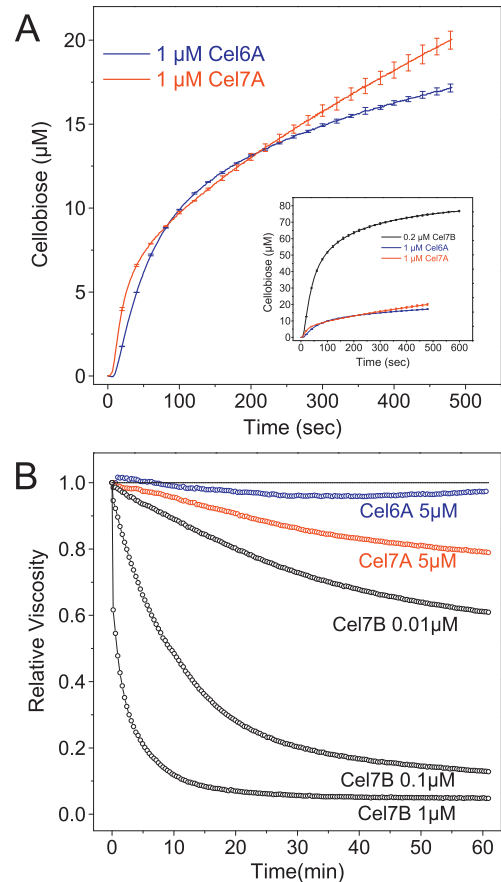 A
20
15
10
5
0
Cellobiose (µM)
1 µM Cel6A
1 µM Cel7A
80
70
60
50
40
30
20
10
0
Cellobiose (µM)
0.2 µM Cel7B
1 µM Cel6A
1 µM Cel7A
0 100 200 300 400 500 600
Time (sec)
0 100 200 300 400 500
Time (sec)
B
1.0
0.8
0.6
0.4
0.2
0.0
Relative Viscosity
Cel6A 5µM
Cel7A 5µM
Cel7B 0.01µM
Cel7B 0.1µM
Cel7B 1µM
0 10 20 30 40 50 60
Time(min)